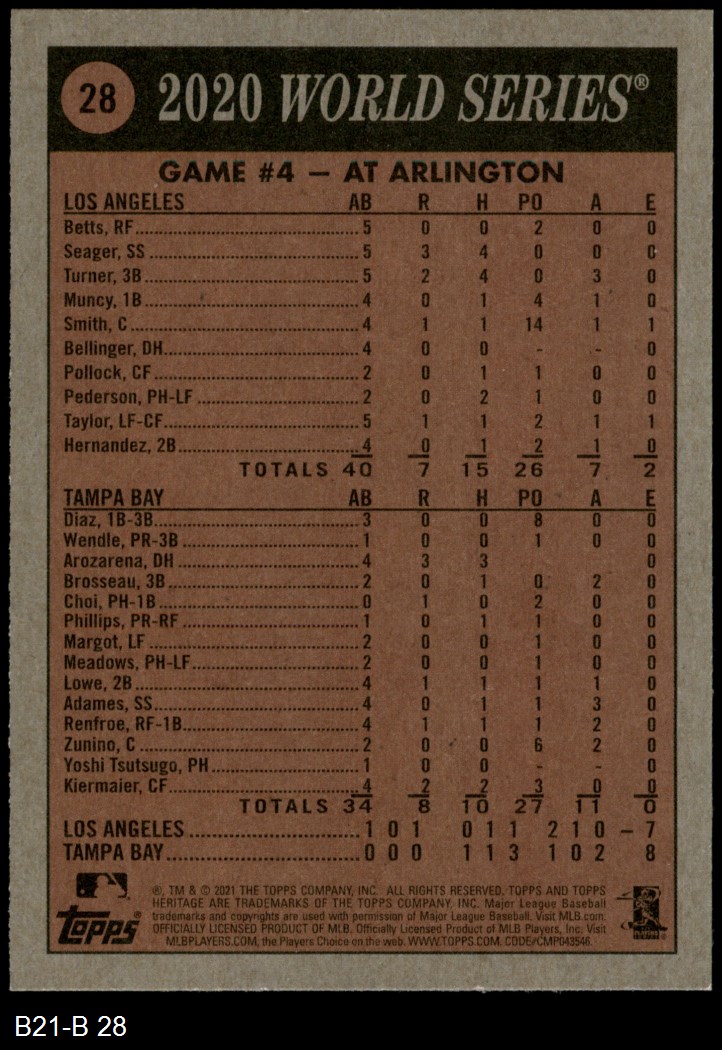 28 2020 WORLD SERIES®
GAME #4 – AT ARLINGTON
LOS ANGELES AB R H PO A E
Betts, RF 5 0 0 2 0 0
Seager, SS 5 3 4 0 0 0
Turner, 3B 5 2 4 0 3 0
Muncy, 1B 4 0 1 4 1 0
Smith, C 4 1 1 14 1 1
Bellinger, DH 4 0 0 - - 0
Pollock, CF 2 0 1 1 0 0
Pederson, PH-LF 2 0 2 1 0 0
Taylor, LF-CF 5 1 1 2 1 1
Hernandez, 2B 4 0 1 2 1 0
TOTALS 40 7 15 26 7 2
TAMPA BAY AB R H PO A E
Diaz, 1B-3B 3 0 0 8 0 0
Wendle, PR-3B 1 0 0 1 0 0
Arozarena, DH 4 3 3 0
Brosseau, 3B 2 0 1 0 2 0
Choi, PH-1B 0 1 0 2 0 0
Phillips, PR-RF 1 0 1 1 0 0
Margot, LF 2 0 0 1 0 0
Meadows, PH-LF 2 0 0 1 0 0
Lowe, 2B 4 1 1 1 1 0
Adames, SS 4 0 1 1 3 0
Renfroe, RF-1B 4 1 1 1 2 0
Zunino, C 2 0 0 6 2 0
Yoshi Tsutsugo, PH 1 0 0 - - 0
Kiermaier, CF 4 2 2 3 0 0
TOTALS 34 8 10 27 11 0
LOS ANGELES 1 0 1 0 1 1 2 1 0 – 7
TAMPA BAY 0 0 0 1 1 3 1 0 2 8
®, TM & © 2021 THE TOPPS COMPANY, INC. ALL RIGHTS RESERVED. TOPPS AND TOPPS
HERITAGE ARE TRADEMARKS OF THE TOPPS COMPANY, INC. Major League Baseball
trademarks and copyrights are used with permission of Major League Baseball. Visit MLB.com.
OFFICIALLY LICENSED PRODUCT OF MLB. Officially Licensed Product of MLB Players, Inc. Visit
MLBPLAYERS.COM, the Players Choice on the web. WWW.TOPPS.COM. CODE#CMP043546
Topps®
B21-B 28